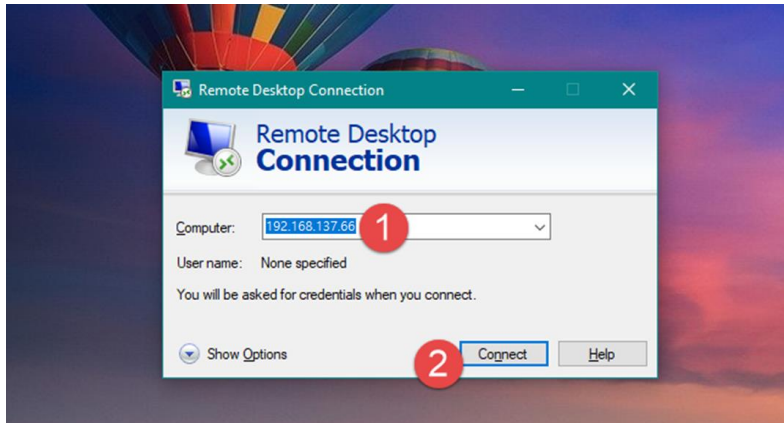 Remote Desktop Connection
Remote Desktop
Connection
Computer: 192.168.137.66 1
User name: None specified
You will be asked for credentials when you connect.
Show Options 2 Connect Help